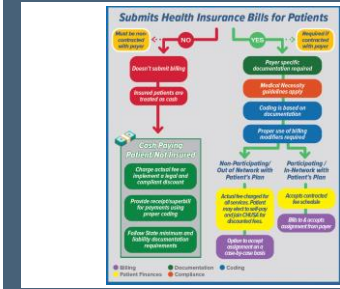 Submits Health Insurance Bills for Patients
Must be non-
contracted
with payer
NO
YES
Required if
contracted
with payer
Doesn't submit billing
Insured patients are
treated as cash
Payer specific
documentation required
Medical Necessity
guidelines apply
Coding is based on
documentation
Proper use of billing
modifiers required
Cash Paying
Patient Not Insured
Charge actual fee or
implement a legal and
compliant discount
Provide receipt/superbill
for payments using
proper coding
Follow State minimum and
liability documentation
requirements
Non-Participating/
Out of Network with
Patient's Plan
Actual fee charged for
all services. Patient
may elect to self-pay
and join CHUSA for
discounted fees.
Option to accept
assignment on a
case-by-case basis
Participating /
In-Network with
Patient's Plan
Accepts contracted
fee schedule
Bills to & accepts
assignment from payer
Billing
Documentation
Coding
Patient Finances
Compliance